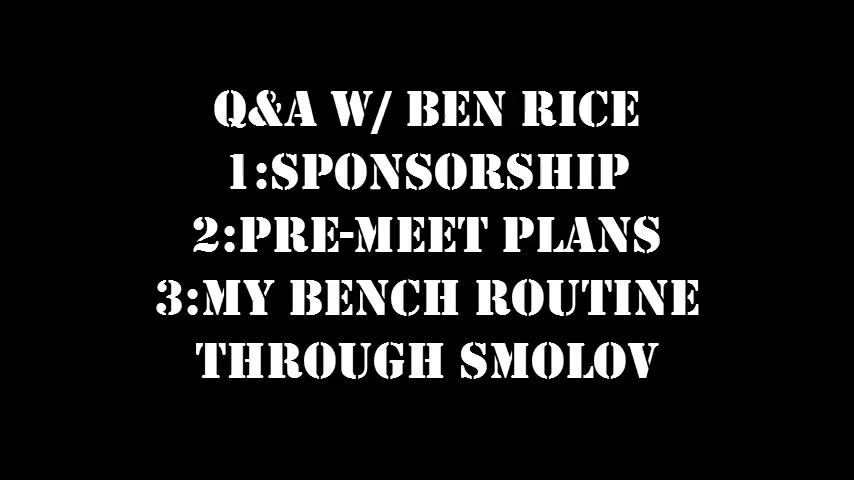 Q&A W/ BEN RICE
1:SPONSORSHIP
2:PRE-MEET PLANS
3:MY BENCH ROUTINE
THROUGH SMOLOV